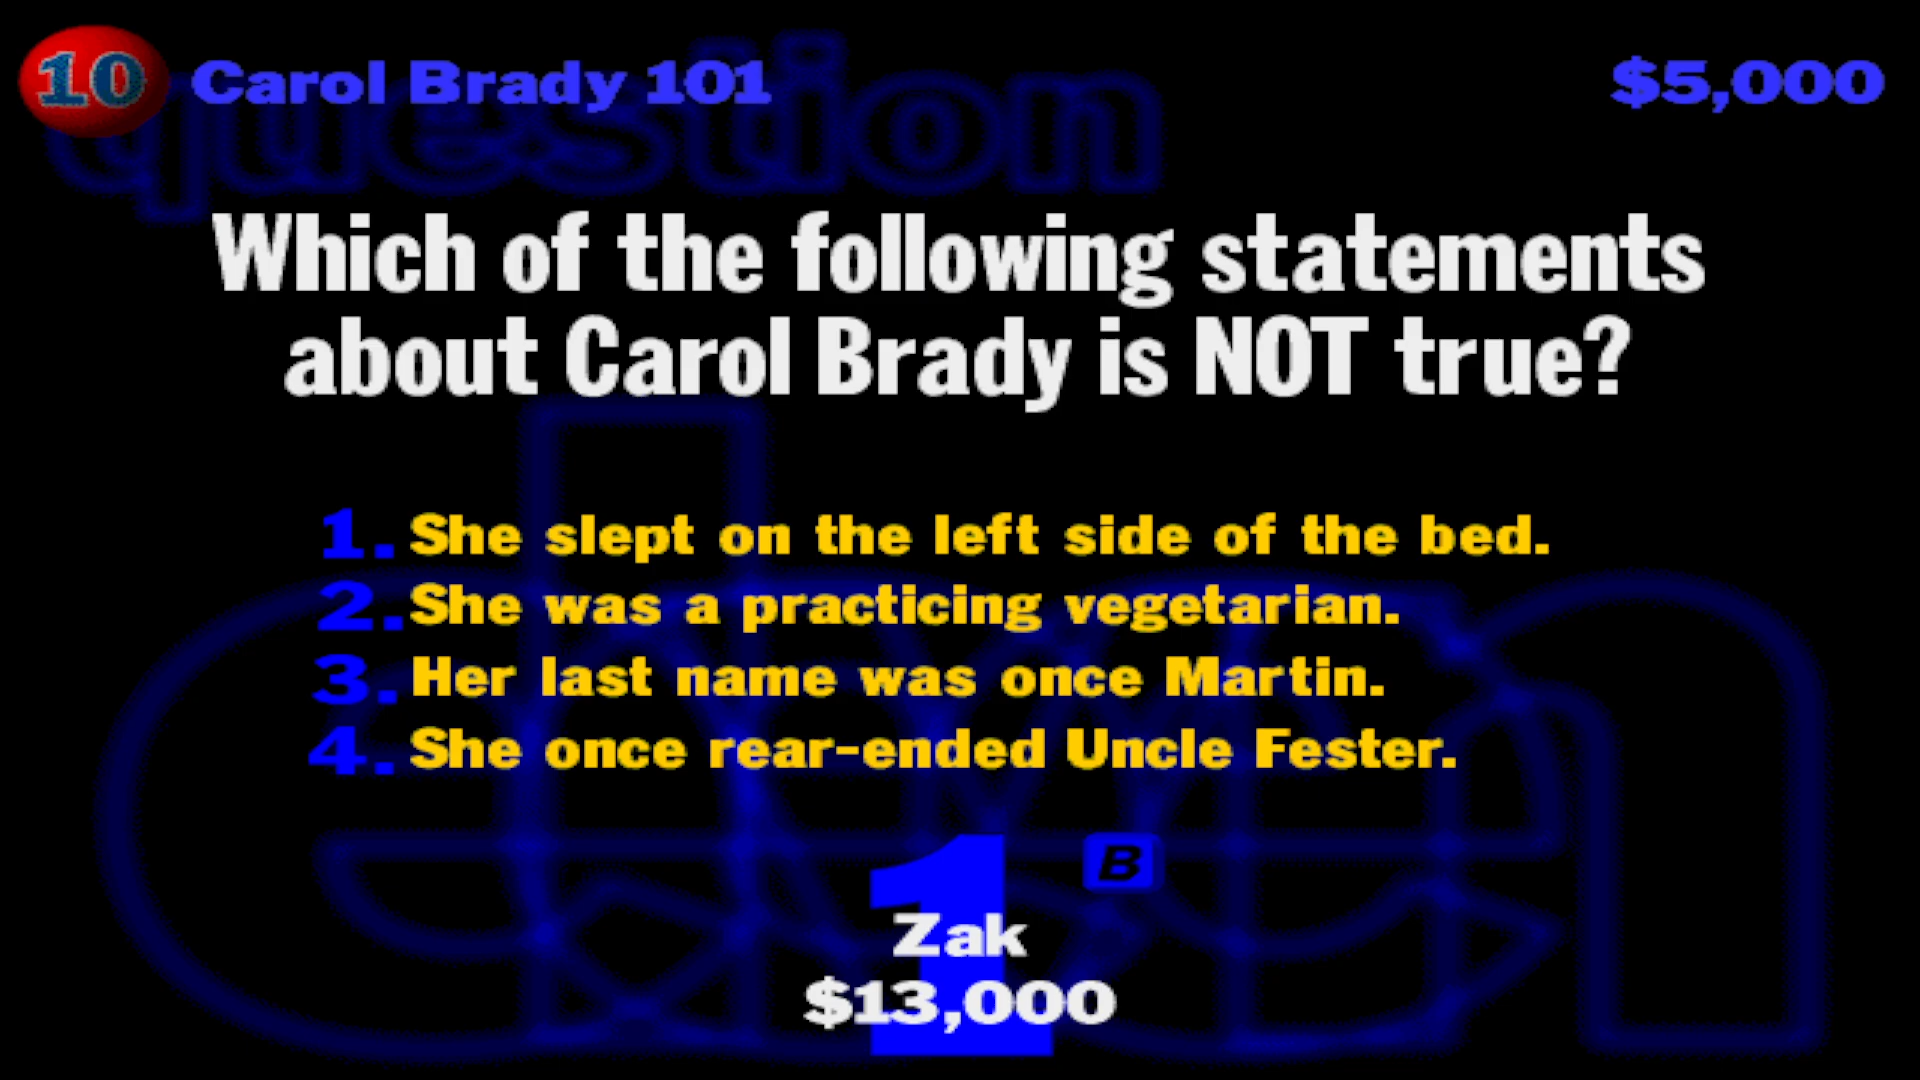 10 Carol Brady 101 $5,000
question
Which of the following statements
about Carol Brady is NOT true?
1. She slept on the left side of the bed.
2. She was a practicing vegetarian.
3. Her last name was once Martin.
4. She once rear-ended Uncle Fester.
1 B
Zak
$13,000